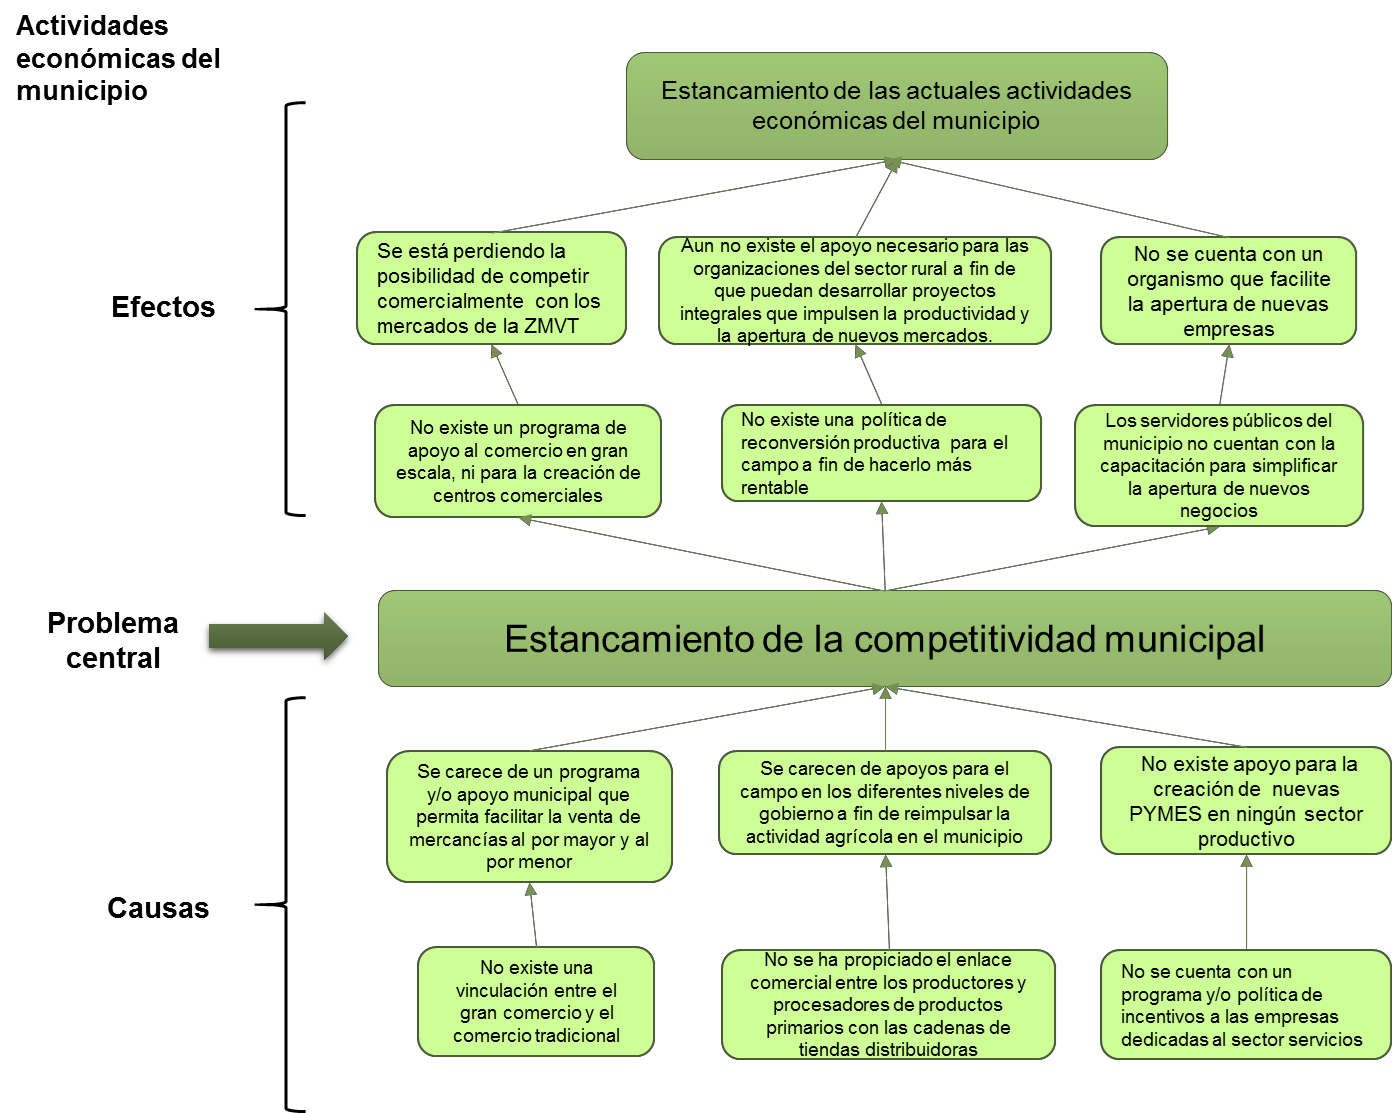 Actividades
económicas del
municipio
Estancamiento de las actuales actividades
económicas del municipio
Efectos
Se está perdiendo la
posibilidad de competir
comercialmente con los
mercados de la ZMVT
Aun no existe el apoyo necesario para las
organizaciones del sector rural a fin de
que puedan desarrollar proyectos
integrales que impulsen la productividad y
la apertura de nuevos mercados.
No se cuenta con un
organismo que facilite
la apertura de nuevas
empresas
No existe un programa de
apoyo al comercio en gran
escala, ni para la creación de
centros comerciales
No existe una política de
reconversión productiva para el
campo a fin de hacerlo más
rentable
Los servidores públicos del
municipio no cuentan con la
capacitación para simplificar
la apertura de nuevos
negocios
Problema
central
Estancamiento de la competitividad municipal
Causas
Se carece de un programa
y/o apoyo municipal que
permita facilitar la venta de
mercancías al por mayor y al
por menor
Se carecen de apoyos para el
campo en los diferentes niveles de
gobierno a fin de reimpulsar la
actividad agrícola en el municipio
No existe apoyo para la
creación de nuevas
PYMES en ningún sector
productivo
No existe una
vinculación entre el
gran comercio y el
comercio tradicional
No se ha propiciado el enlace
comercial entre los productores y
procesadores de productos
primarios con las cadenas de
tiendas distribuidoras
No se cuenta con un
programa y/o política de
incentivos a las empresas
dedicadas al sector servicios